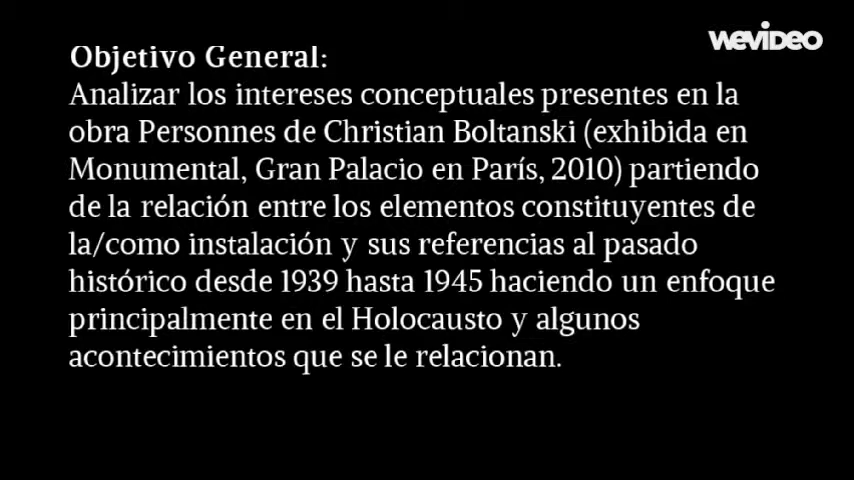 wevideo
Objetivo General:
Analizar los intereses conceptuales presentes en la
obra Personnes de Christian Boltanski (exhibida en
Monumental, Gran Palacio en París, 2010) partiendo
de la relación entre los elementos constituyentes de
la/como instalación y sus referencias al pasado
histórico desde 1939 hasta 1945 haciendo un enfoque
principalmente en el Holocausto y algunos
acontecimientos que se le relacionan.